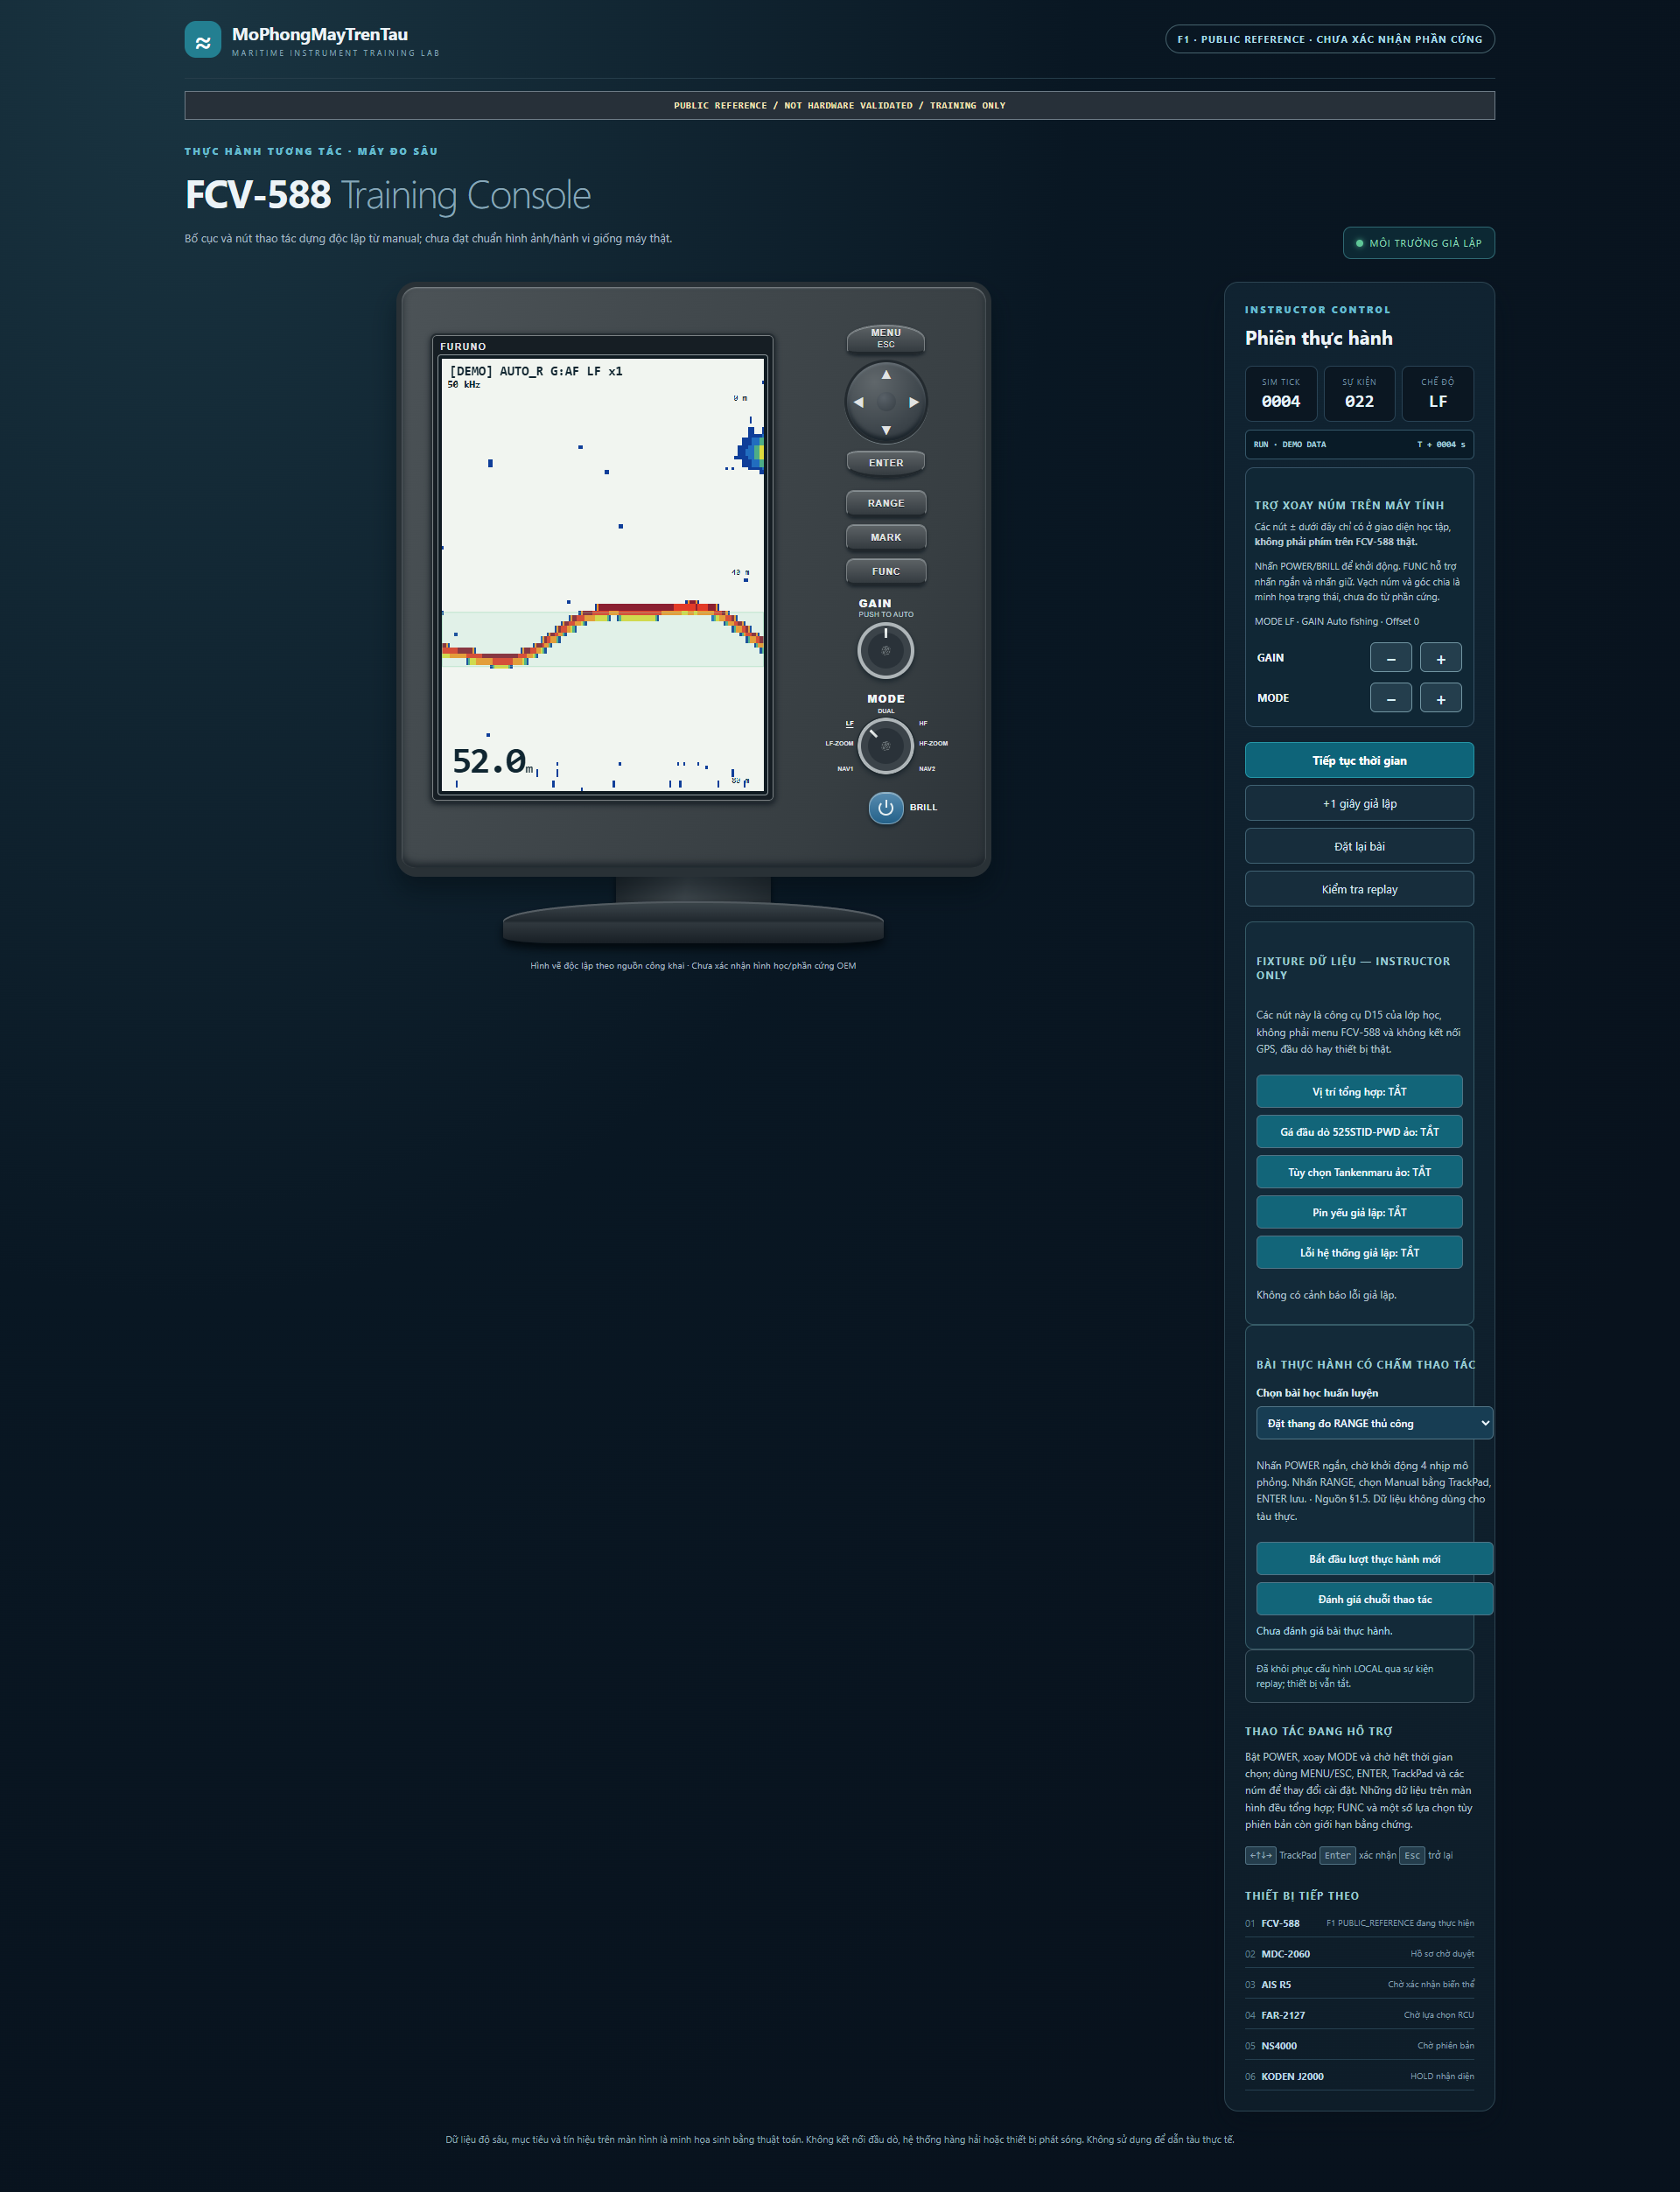 MoPhongMayTrenTau
MARITIME INSTRUMENT TRAINING LAB
F1 · PUBLIC REFERENCE · CHƯA XÁC NHẬN PHẦN CỨNG
PUBLIC REFERENCE / NOT HARDWARE VALIDATED / TRAINING ONLY
THỰC HÀNH TƯƠNG TÁC · MÁY ĐO SÂU
FCV-588 Training Console
Bố cục và nút thao tác dựng độc lập từ manual; chưa đạt chuẩn hình ảnh/hành vi giống máy thật.
MÔI TRƯỜNG GIẢ LẬP
FURUNO
[DEMO] AUTO_R G:AF LF x1
50 kHz
0 m
40 m
80 m
52.0m
MENU
ESC
ENTER
RANGE
MARK
FUNC
GAIN
PUSH TO AUTO
MODE
DUAL
LF
HF
LF-ZOOM
HF-ZOOM
NAV1
NAV2
BRILL
Hình vẽ độc lập theo nguồn công khai · Chưa xác nhận hình học/phần cứng OEM
INSTRUCTOR CONTROL
Phiên thực hành
SIM TICK
0004
SỰ KIỆN
022
CHẾ ĐỘ
LF
RUN · DEMO DATA
T + 0004 s
TRỢ XOAY NÚM TRÊN MÁY TÍNH
Các nút ± dưới đây chỉ có ở giao diện học tập,
không phải phím trên FCV-588 thật.
Nhấn POWER/BRILL để khởi động. FUNC hỗ trợ
nhấn ngắn và nhấn giữ. Vạch núm và góc chia là
minh họa trạng thái, chưa đo từ phần cứng.
MODE LF · GAIN Auto fishing · Offset 0
GAIN
−
+
MODE
−
+
Tiếp tục thời gian
+1 giây giả lập
Đặt lại bài
Kiểm tra replay
FIXTURE DỮ LIỆU — INSTRUCTOR
ONLY
Các nút này là công cụ D15 của lớp học,
không phải menu FCV-588 và không kết nối
GPS, đầu dò hay thiết bị thật.
Vị trí tổng hợp: TẮT
Gá đầu dò 525STID-PWD ảo: TẮT
Tùy chọn Tankenmaru ảo: TẮT
Pin yếu giả lập: TẮT
Lỗi hệ thống giả lập: TẮT
Không có cảnh báo lỗi giả lập.
BÀI THỰC HÀNH CÓ CHẤM THAO TÁC
Chọn bài học huấn luyện
Đặt thang đo RANGE thủ công
Nhấn POWER ngắn, chờ khởi động 4 nhịp mô
phỏng. Nhấn RANGE, chọn Manual bằng TrackPad,
ENTER lưu. · Nguồn §1.5. Dữ liệu không dùng cho
tàu thực.
Bắt đầu lượt thực hành mới
Đánh giá chuỗi thao tác
Chưa đánh giá bài thực hành.
Đã khôi phục cấu hình LOCAL qua sự kiện
replay; thiết bị vẫn tắt.
THAO TÁC ĐANG HỖ TRỢ
Bật POWER, xoay MODE và chờ hết thời gian
chọn; dùng MENU/ESC, ENTER, TrackPad và các
núm để thay đổi cài đặt. Những dữ liệu trên màn
hình đều tổng hợp; FUNC và một số lựa chọn tùy
phiên bản còn giới hạn bằng chứng.
←↑↓→ TrackPad Enter xác nhận Esc trở lại
THIẾT BỊ TIẾP THEO
01 FCV-588 F1 PUBLIC_REFERENCE đang thực hiện
02 MDC-2060 Hồ sơ chờ duyệt
03 AIS R5 Chờ xác nhận biến thể
04 FAR-2127 Chờ lựa chọn RCU
05 NS4000 Chờ phiên bản
06 KODEN J2000 HOLD nhận diện
Dữ liệu độ sâu, mục tiêu và tín hiệu trên màn hình là minh họa sinh bằng thuật toán. Không kết nối đầu dò, hệ thống hàng hải hoặc thiết bị phát sóng. Không sử dụng để dẫn tàu thực tế.